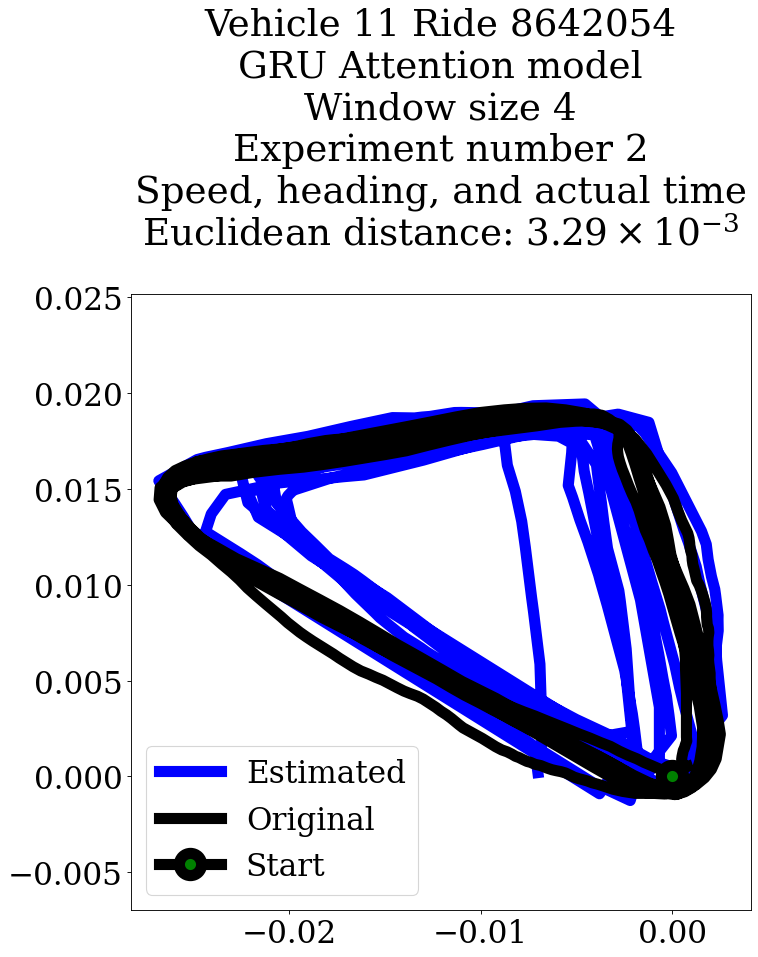 Vehicle 11 Ride 8642054
GRU Attention model
Window size 4
Experiment number 2
Speed, heading, and actual time
Euclidean distance: 3.29 × 10⁻³
0.025
0.020
0.015
0.010
0.005
0.000
−0.005
Estimated
Original
Start
−0.02
−0.01
0.00